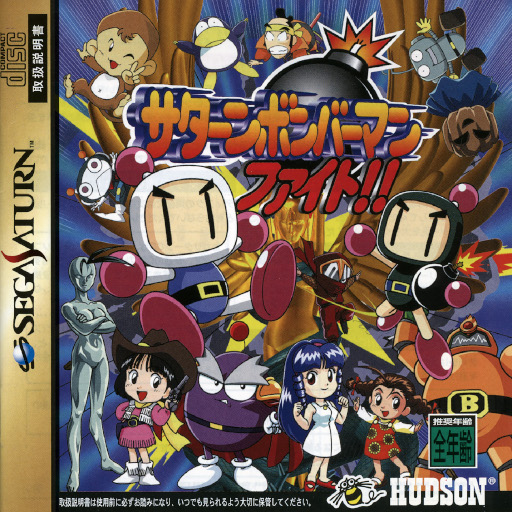 COMPACT
disc
取扱説明書
サターンボンバーマン
ファイト!!
SEGA SATURN™
B
推奨年齢
全年齢
取扱説明書は使用前に必ずお読みになり、いつでも見られるよう大切に保管してください。
HUDSON®